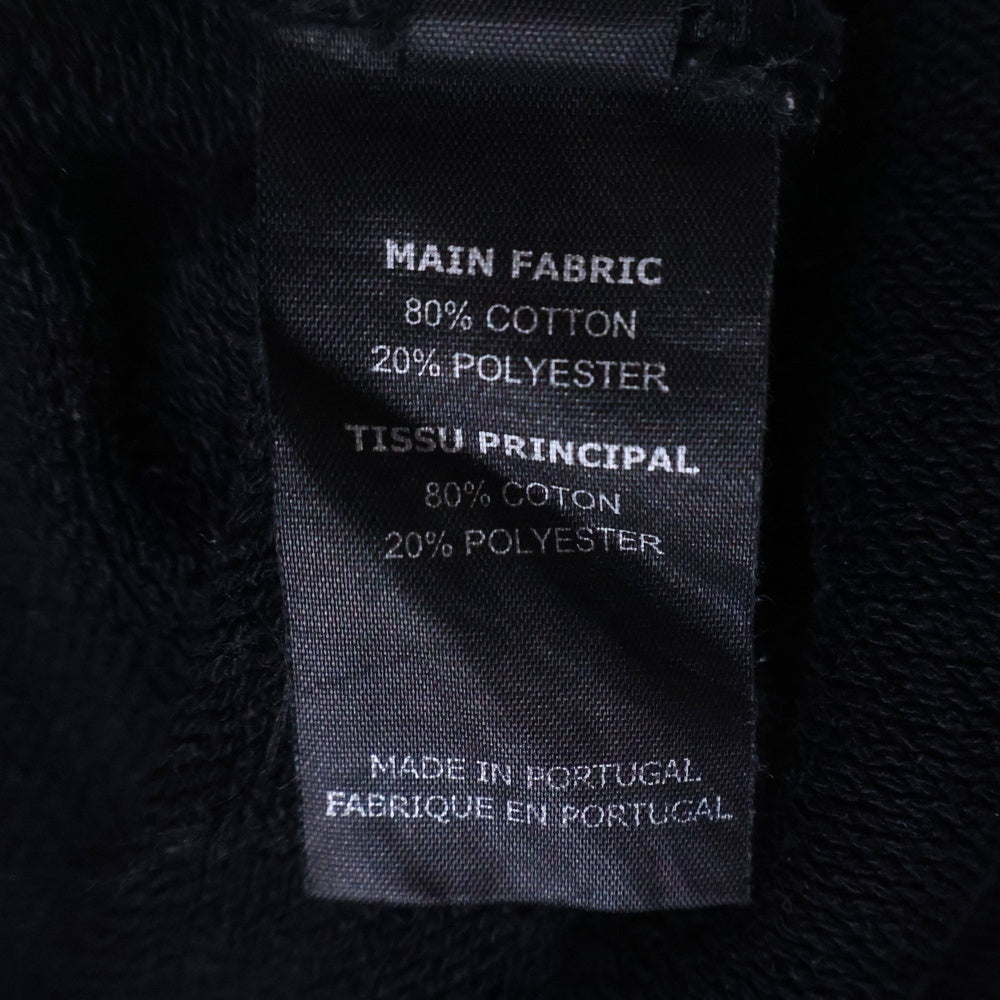 MAIN FABRIC
80% COTTON
20% POLYESTER
TISSU PRINCIPAL
80% COTON
20% POLYESTER
MADE IN PORTUGAL
FABRIQUE EN PORTUGAL